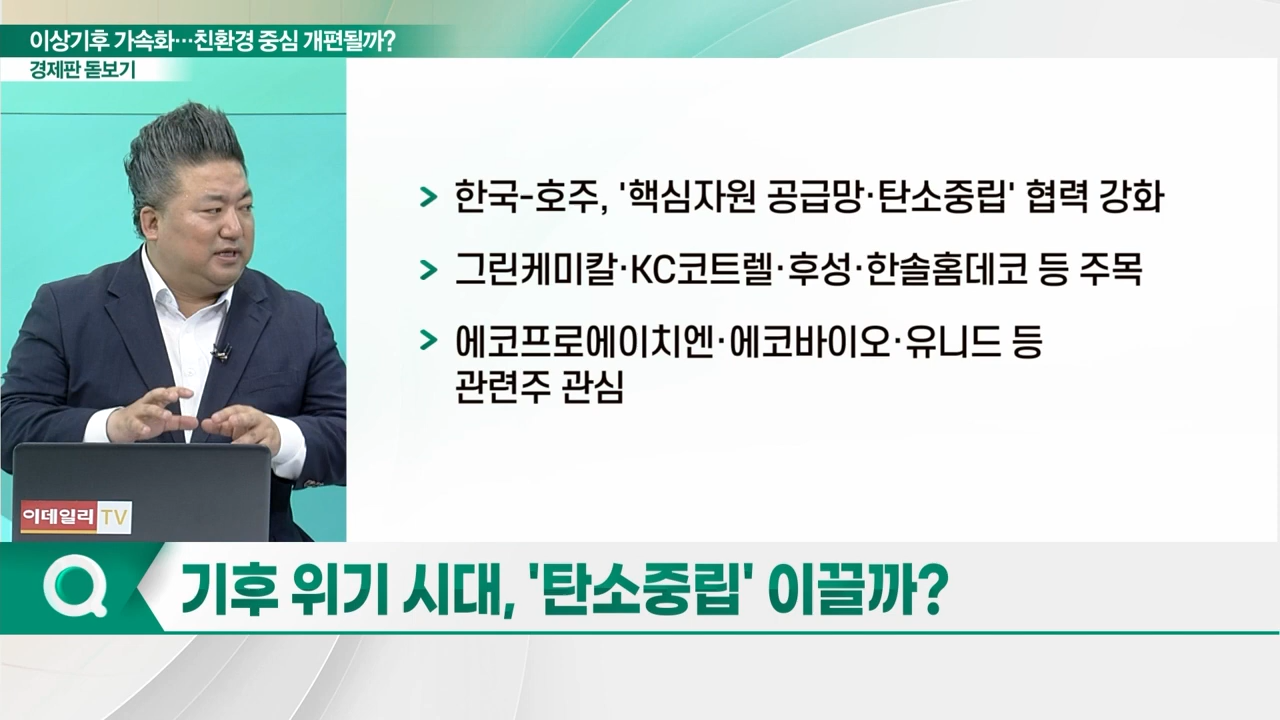 이상기후 가속화…친환경 중심 개편될까?
경제판 돋보기
> 한국-호주, '핵심자원 공급망·탄소중립' 협력 강화
> 그린케미칼·KC코트렐·후성·한솔홈데코 등 주목
> 에코프로에이치엔·에코바이오·유니드 등
관련주 관심
이데일리 TV
기후 위기 시대, '탄소중립' 이끌까?